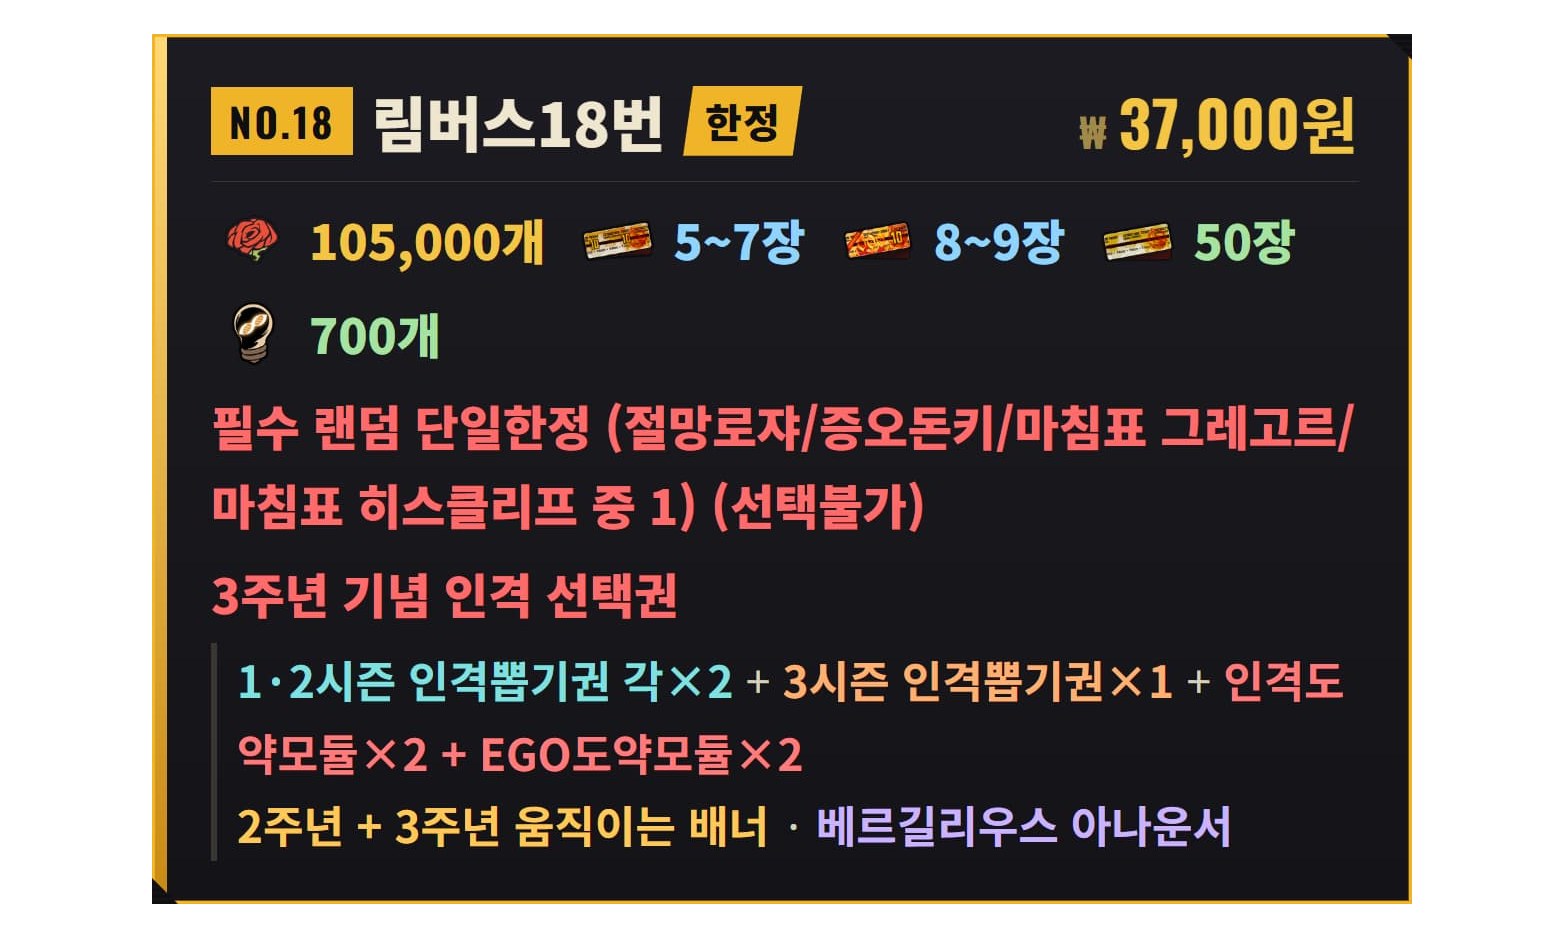 NO.18 림버스18번 한정 ₩ 37,000원
105,000개 5~7장 8~9장 50장
700개
필수 랜덤 단일한정 (절망로쟈/증오돈키/마침표 그레고르/
마침표 히스클리프 중 1) (선택불가)
3주년 기념 인격 선택권
1·2시즌 인격뽑기권 각×2 + 3시즌 인격뽑기권×1 + 인격도
약모듈×2 + EGO도약모듈×2
2주년 + 3주년 움직이는 배너 · 베르길리우스 아나운서